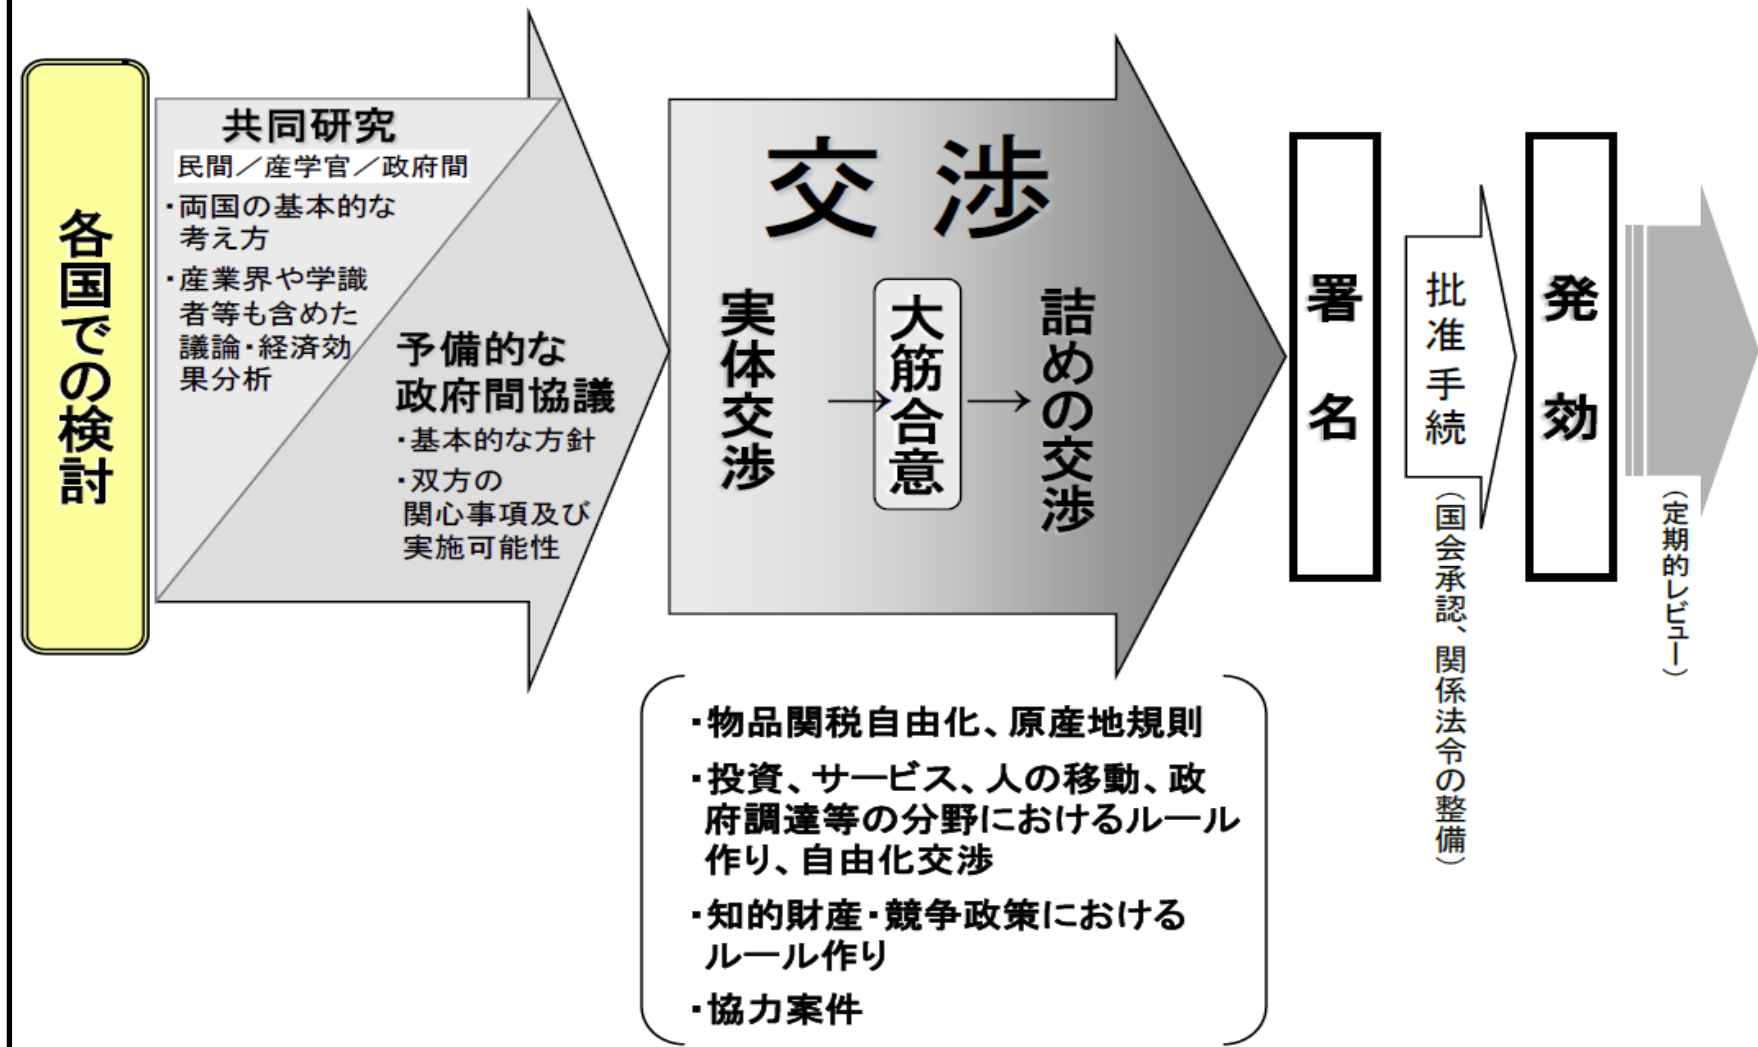 各国での検討
共同研究
民間／産学官／政府間
・両国の基本的な
考え方
・産業界や学識
者等も含めた
議論・経済効
果分析
予備的な
政府間協議
・基本的な方針
・双方の
関心事項及び
実施可能性
交渉
実体交渉
→
大筋合意
→
詰めの交渉
・物品関税自由化、原産地規則
・投資、サービス、人の移動、政
府調達等の分野におけるルール
作り、自由化交渉
・知的財産・競争政策における
ルール作り
・協力案件
署名
批准手続
（国会承認、関係法令の整備）
発効
（定期的レビュー）